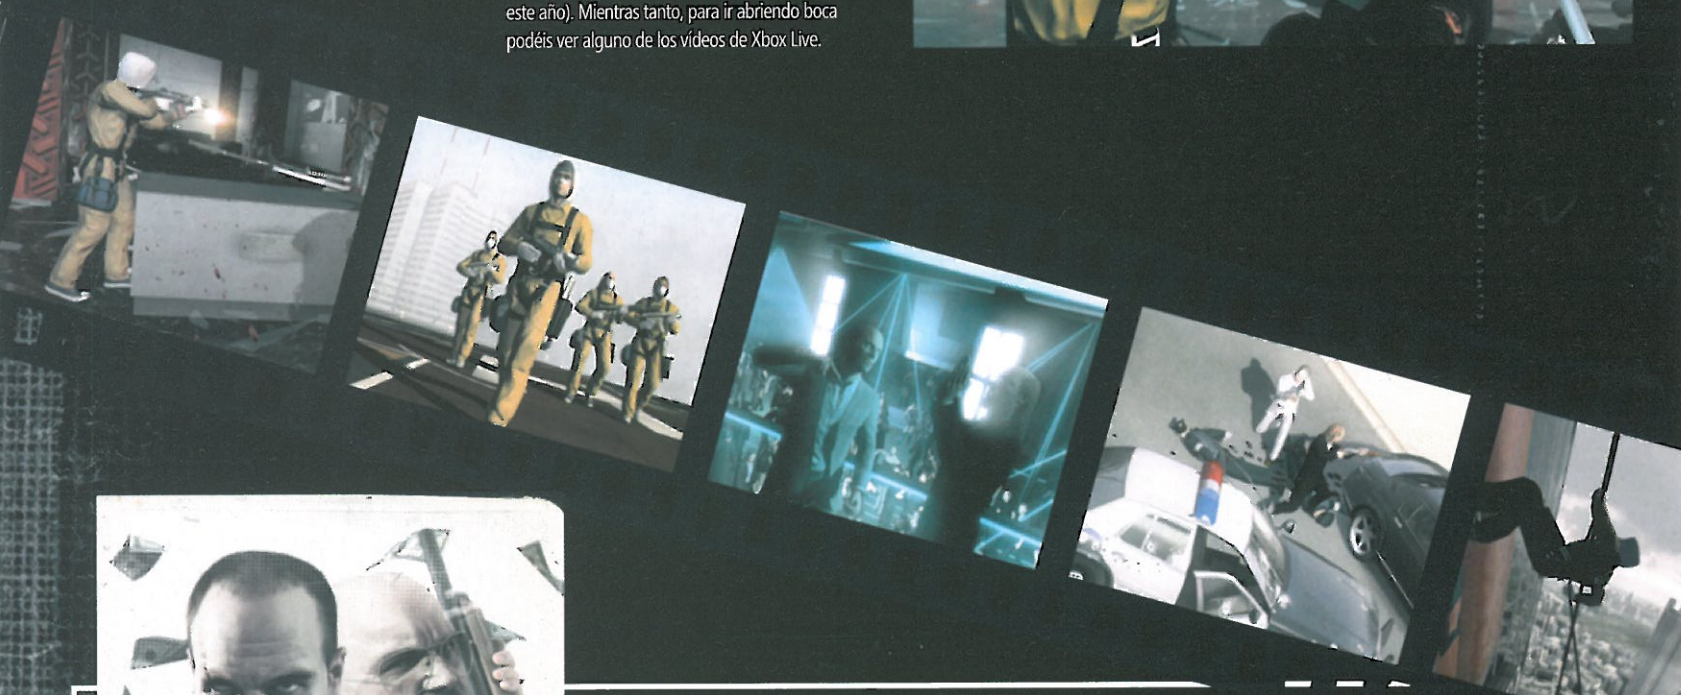 este año). Mientras tanto, para ir abriendo boca
podéis ver alguno de los vídeos de Xbox Live.